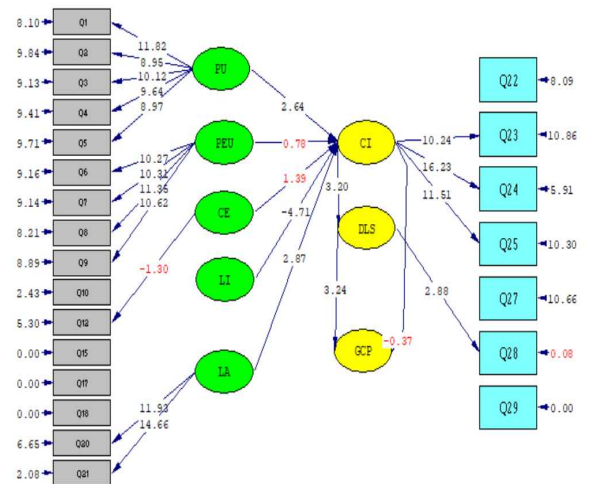 8.10 Q1
9.84 Q2
9.13 Q3
9.41 Q4
9.71 Q5
9.16 Q6
9.14 Q7
8.21 Q8
8.89 Q9
2.43 Q10
5.30
0.00 Q15
0.00 Q17
0.00 Q18
6.65 Q20
2.08 Q21
11.82
8.95
10.12
9.64
8.97
10.27
10.31
11.35
10.62
-1.30
11.93
14.66
PU
PEU
CE
LI
LA
2.64
0.78
1.39
-4.71
2.87
CI
DLS
GCP
3.20
3.24
-0.37
10.24
16.23
11.51
2.88
Q22 8.09
Q23 10.86
Q24 5.91
Q25 10.30
Q27 10.66
Q28 0.08
Q29 0.00